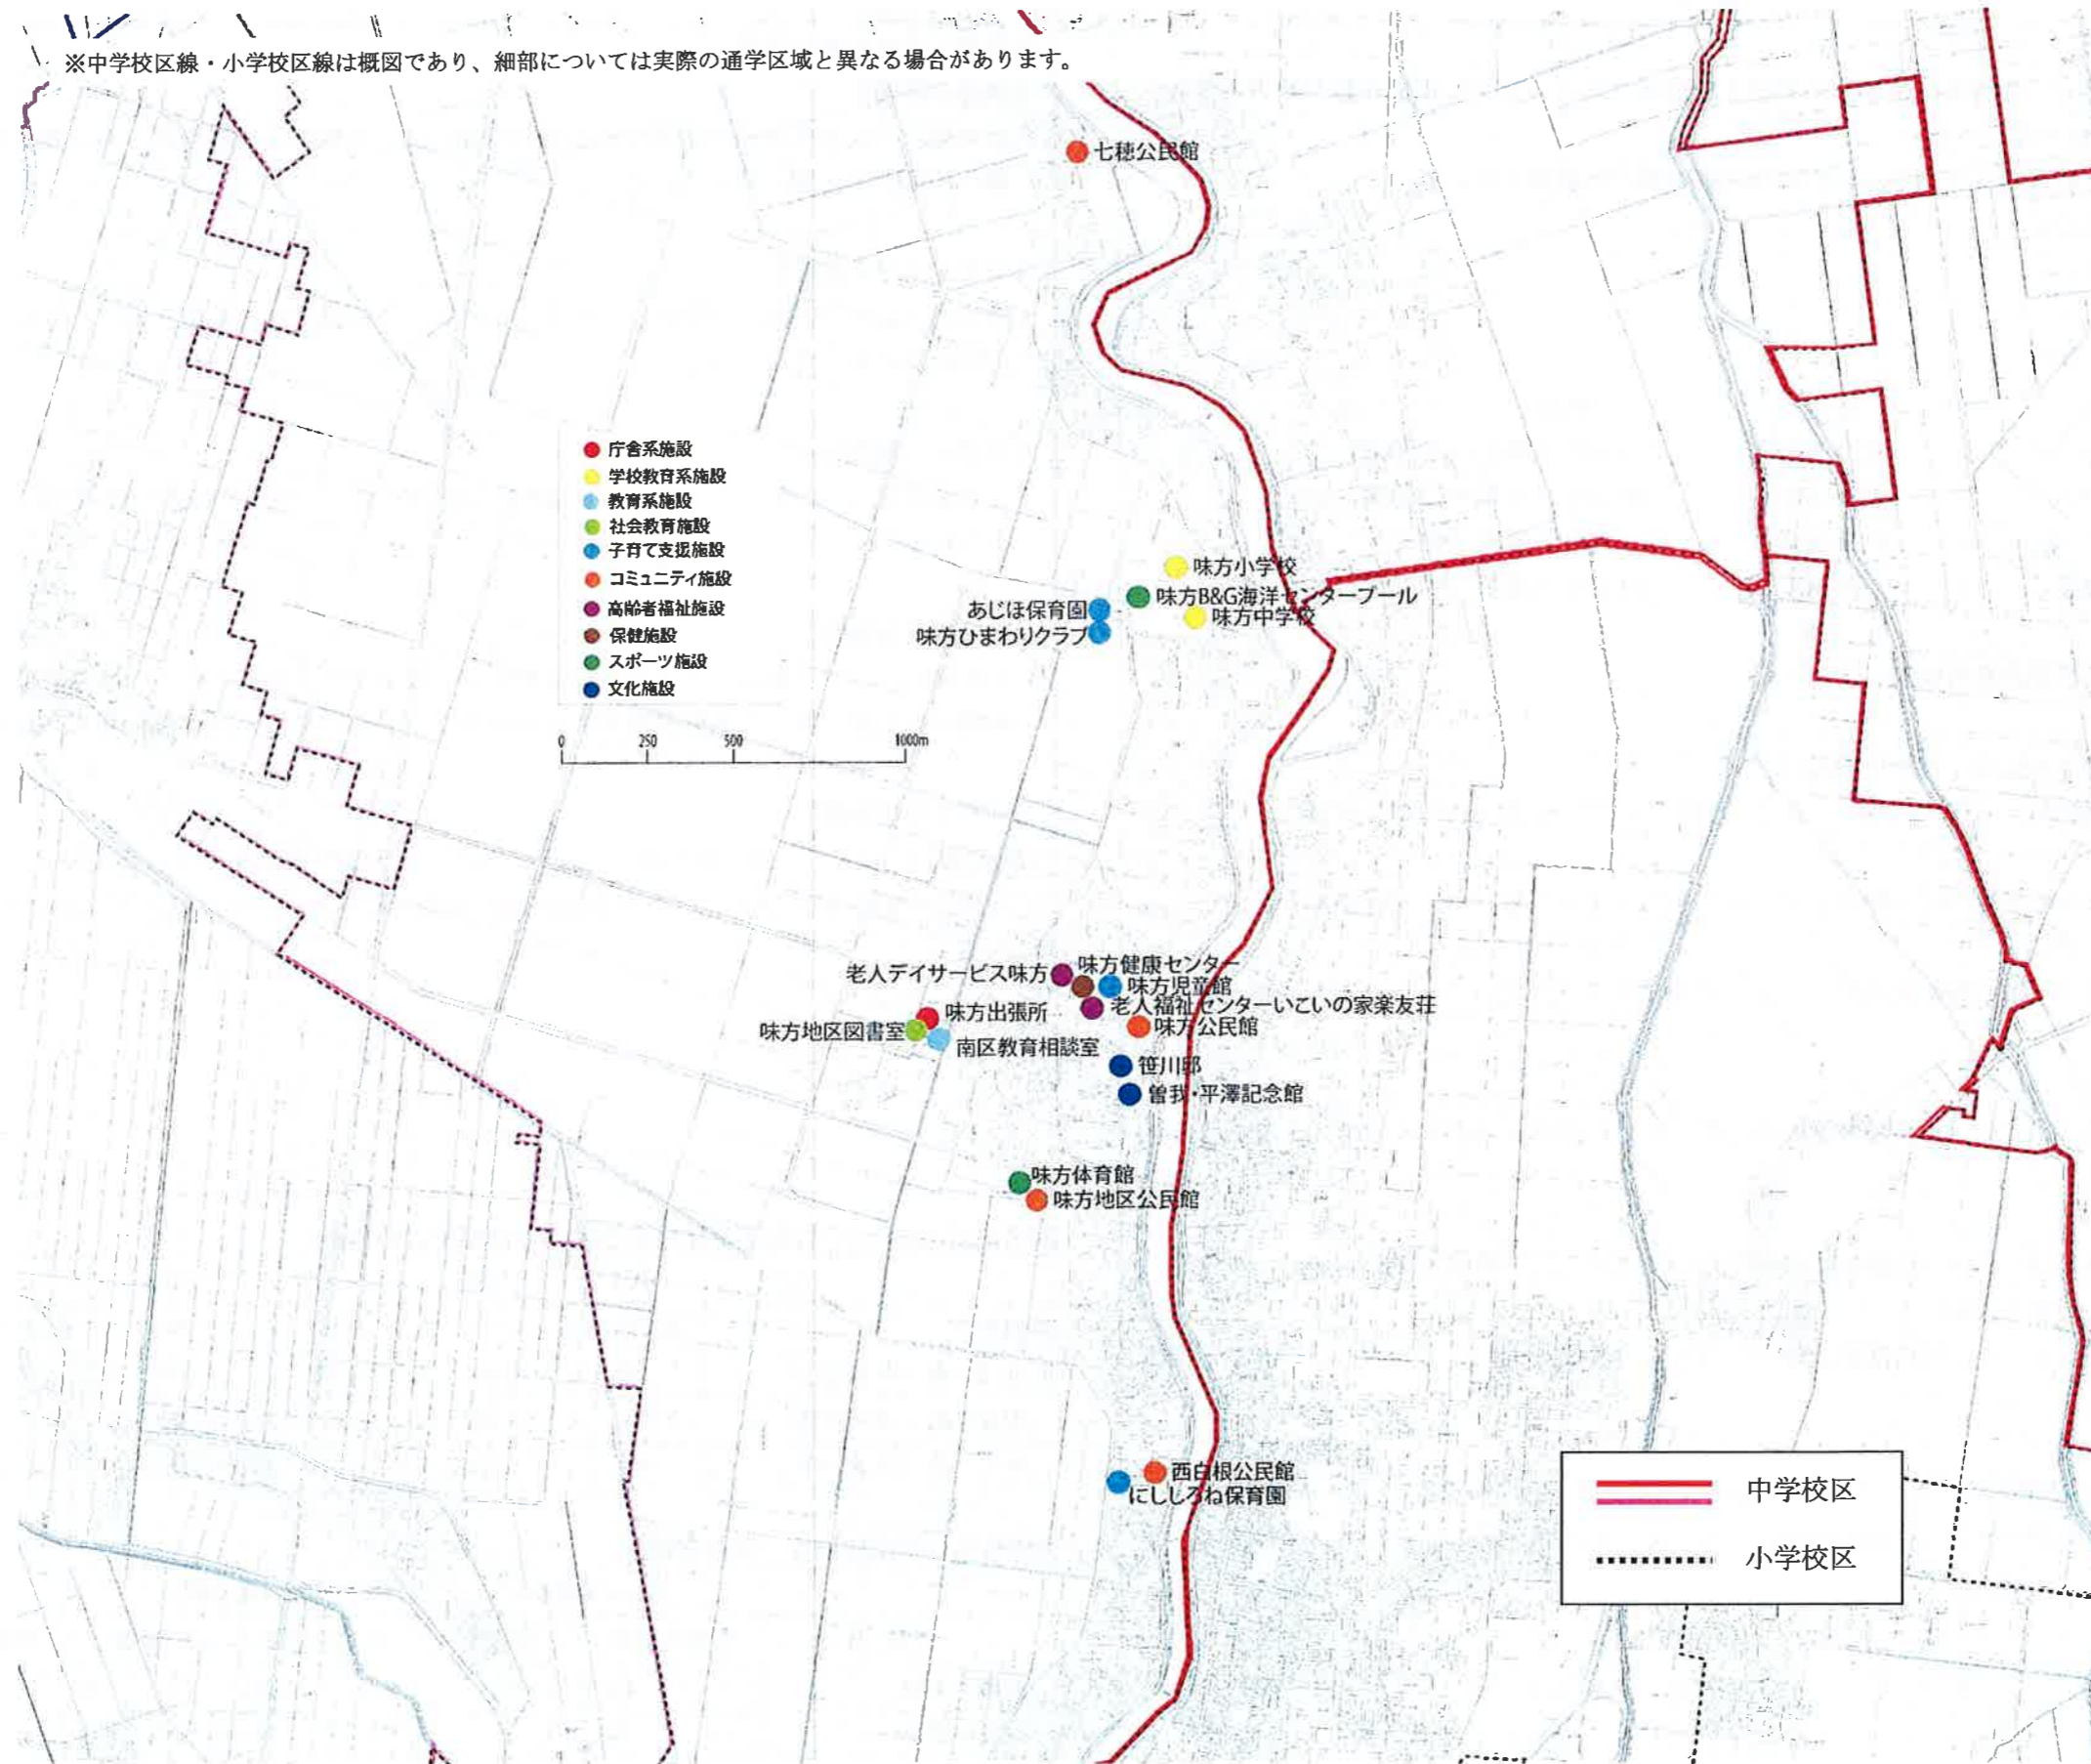 ※中学校区線・小学校区線は概図であり、細部については実際の通学区域と異なる場合があります。
七穂公民館
庁舎系施設
学校教育系施設
教育系施設
社会教育施設
子育て支援施設
コミュニティ施設
高齢者福祉施設
保健施設
スポーツ施設
文化施設
0 250 500 1000m
味方小学校
味方B&G海洋センタープール
あじほ保育園
味方中学校
味方ひまわりクラブ
味方健康センター
老人デイサービス味方
味方児童館
老人福祉センターいこいの家楽友荘
味方出張所
味方公民館
味方地区図書室
南区教育相談室
笹川邸
曽我・平澤記念館
味方体育館
味方地区公民館
西白根公民館
にししろね保育園
中学校区
小学校区